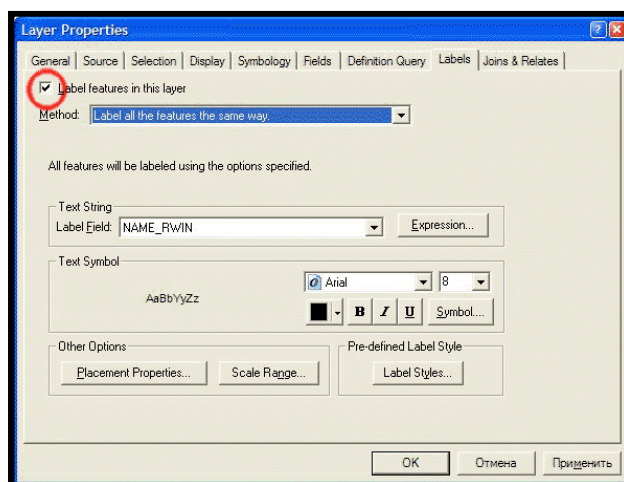 Layer Properties
General Source Selection Display Symbology Fields Definition Query Labels Joins & Relates
Label features in this layer
Method: Label all the features the same way.
All features will be labeled using the options specified.
Text String
Label Field: NAME_RWIN Expression...
Text Symbol
AaBbYyZz
Arial 8
B I U Symbol...
Other Options
Pre-defined Label Style
Placement Properties... Scale Range... Label Styles...
OK Отмена Применить